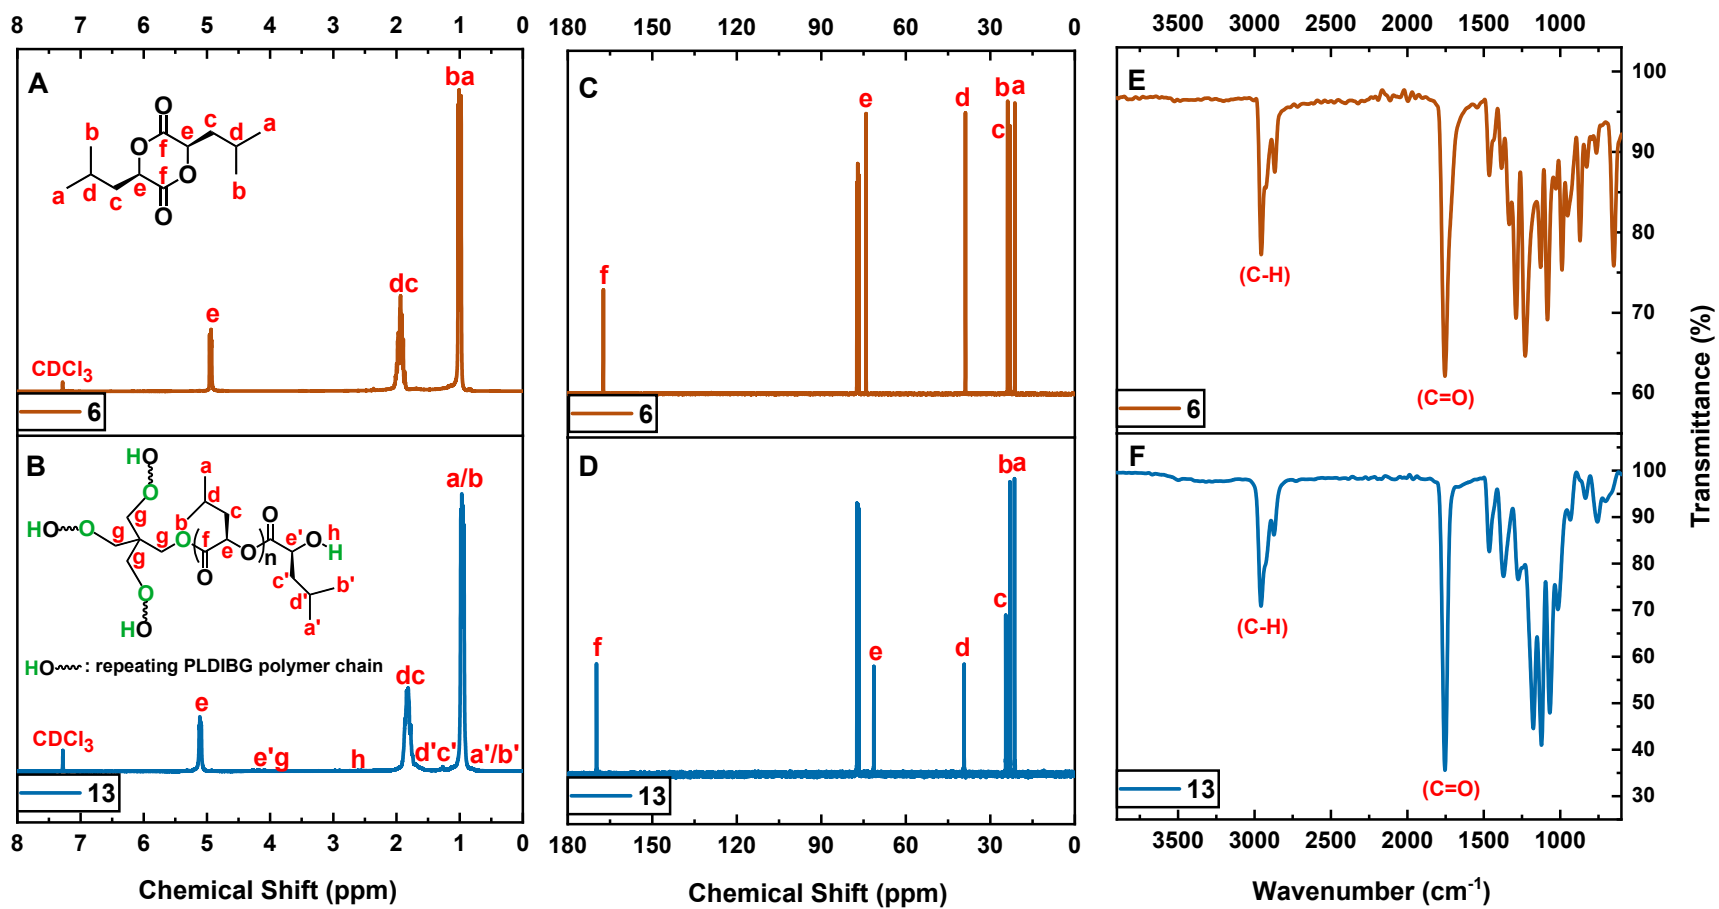 8 7 6 5 4 3 2 1 0
A
ba
b
O
c
a
e
d
O
f
f
O
d
e
b
a
c
O
e
dc
CDCl3
6
B
HO
a
O
d
c
g
b
O
e'
h
HO
O
g
g
O
f
O
H
e
O
n
g
O
c'
b'
O
d'
HO
a'
HO : repeating PLDIBG polymer chain
a/b
e
dc
CDCl3
e'g
h
d'c'
a'/b'
13
8 7 6 5 4 3 2 1 0
Chemical Shift (ppm)
180 150 120 90 60 30 0
C
e
d
b
a
c
f
6
D
ba
c
f
e
d
13
180 150 120 90 60 30 0
Chemical Shift (ppm)
3500 3000 2500 2000 1500 1000
E
100
90
80
70
60
(C-H)
(C=O)
6
F
100
90
80
70
60
50
40
30
(C-H)
(C=O)
13
3500 3000 2500 2000 1500 1000
Wavenumber (cm-1)
Transmittance (%)